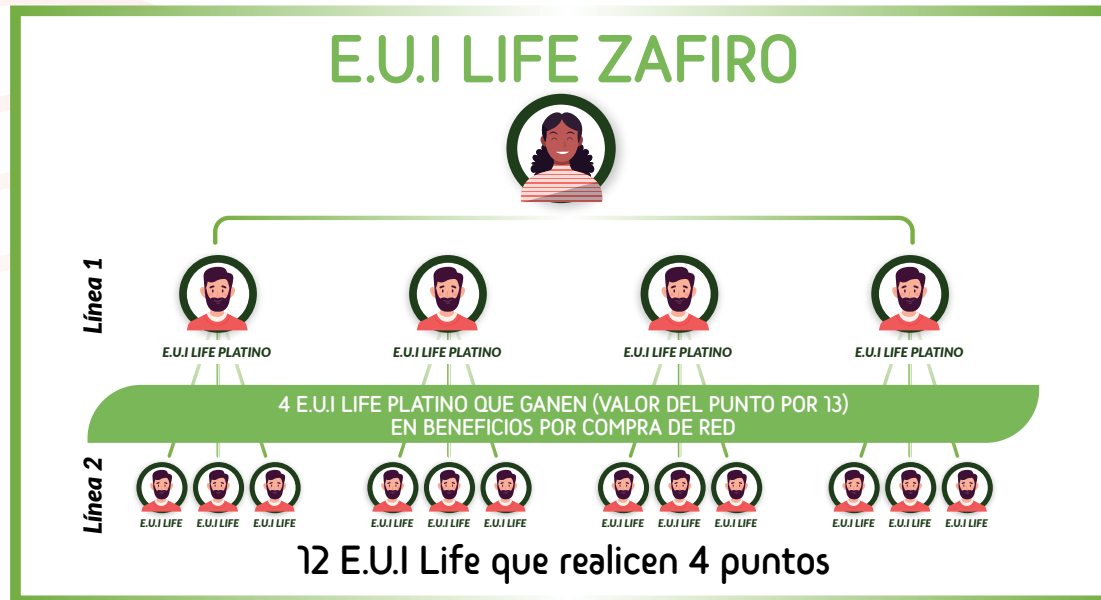 E.U.I LIFE ZAFIRO
Línea 1
E.U.I LIFE PLATINO
E.U.I LIFE PLATINO
E.U.I LIFE PLATINO
E.U.I LIFE PLATINO
4 E.U.I LIFE PLATINO QUE GANEN (VALOR DEL PUNTO POR 13)
EN BENEFICIOS POR COMPRA DE RED
Línea 2
E.U.I LIFE
E.U.I LIFE
E.U.I LIFE
E.U.I LIFE
E.U.I LIFE
E.U.I LIFE
E.U.I LIFE
E.U.I LIFE
E.U.I LIFE
E.U.I LIFE
E.U.I LIFE
E.U.I LIFE
12 E.U.I Life que realicen 4 puntos